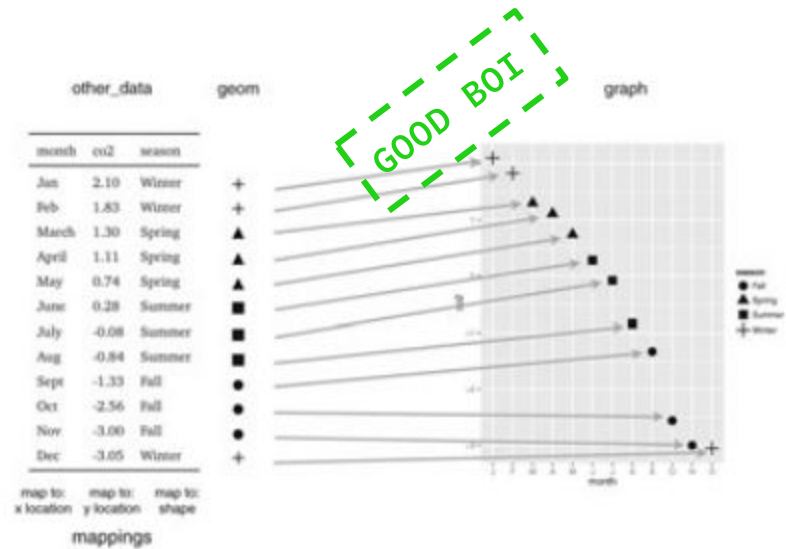 other_data
geom
GOOD BOI
graph
month co2 season
Jan 2.10 Winter
Feb 1.83 Winter
March 1.30 Spring
April 1.11 Spring
May 0.74 Spring
June 0.28 Summer
July -0.08 Summer
Aug -0.84 Summer
Sept -1.33 Fall
Oct -2.56 Fall
Nov -3.00 Fall
Dec -3.05 Winter
season
Fall
Spring
Summer
Winter
month
map to: map to: map to:
x location y location shape
mappings